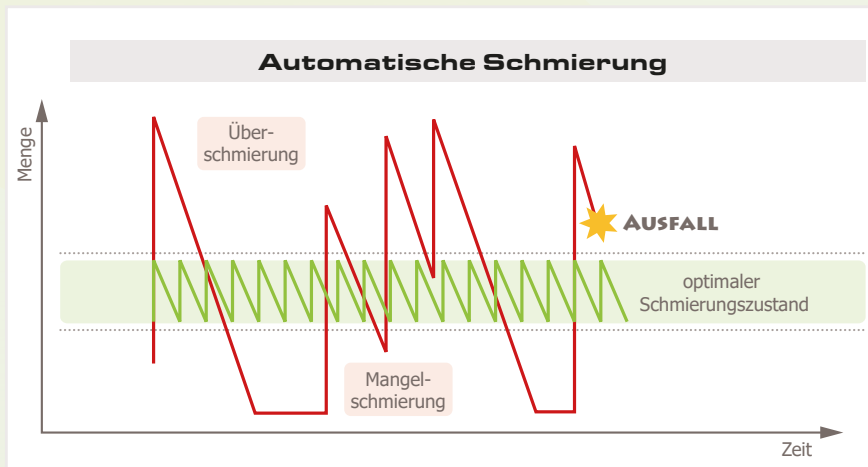 Automatische Schmierung
Menge
Über-
schmierung
AUSFALL
optimaler
Schmierungszustand
Mangel-
schmierung
Zeit